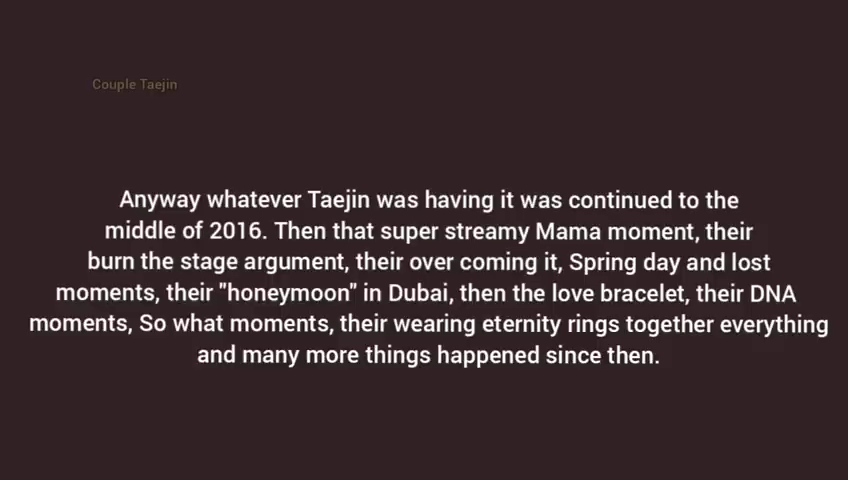 Couple Taejin
Anyway whatever Taejin was having it was continued to the
middle of 2016. Then that super streamy Mama moment, their
burn the stage argument, their over coming it, Spring day and lost
moments, their "honeymoon" in Dubai, then the love bracelet, their DNA
moments, So what moments, their wearing eternity rings together everything
and many more things happened since then.